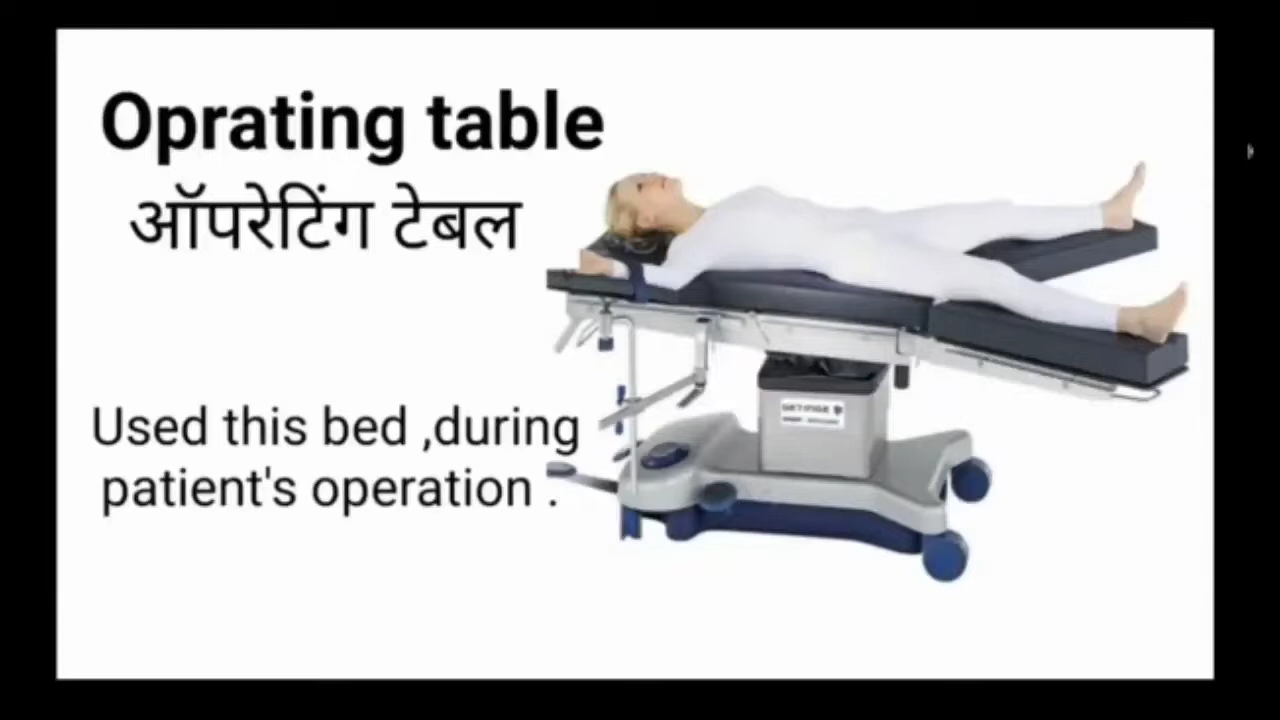 Oprating table
ऑपरेटिंग टेबल
Used this bed ,during
patient's operation .